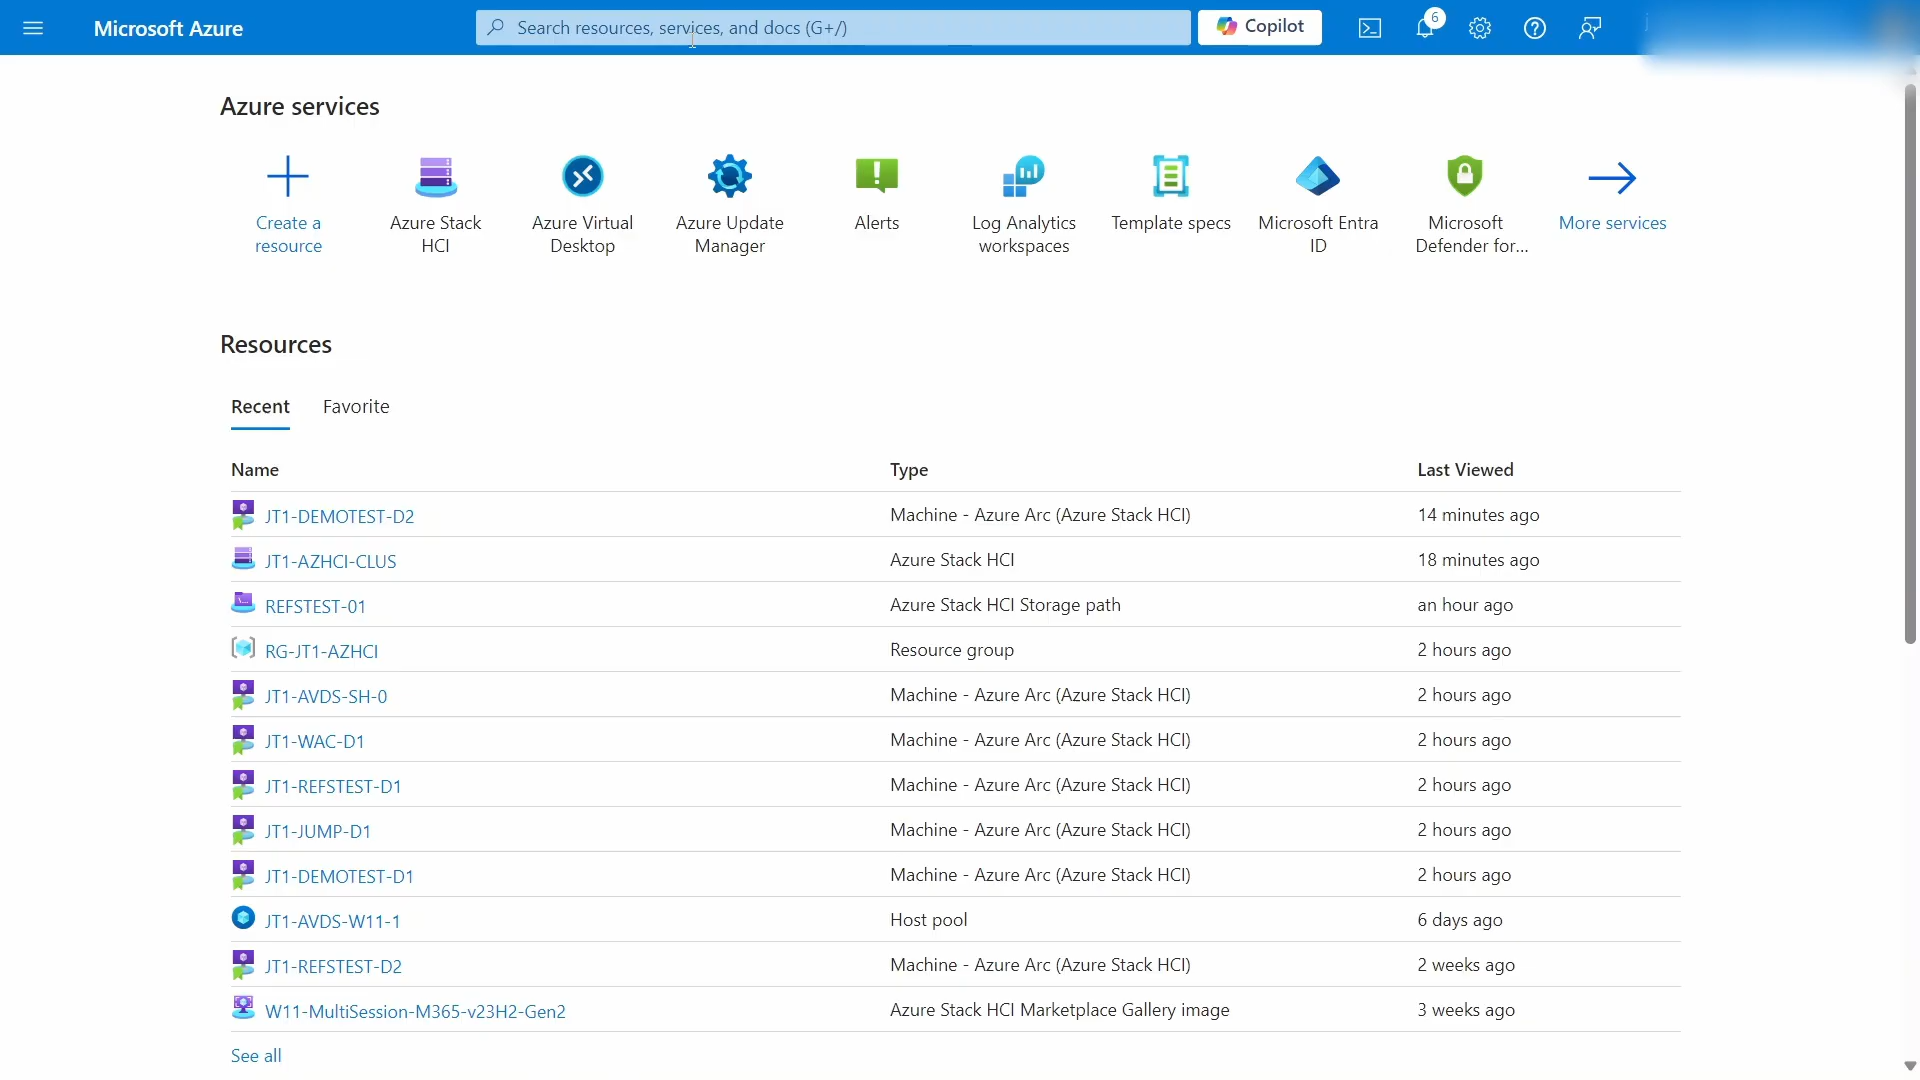 Microsoft Azure
Search resources, services, and docs (G+/)
Copilot
6
Azure services
Create a
resource
Azure Stack
HCI
Azure Virtual
Desktop
Azure Update
Manager
Alerts
Log Analytics
workspaces
Template specs
Microsoft Entra
ID
Microsoft
Defender for...
More services
Resources
Recent
Favorite
Name Type Last Viewed
JT1-DEMOTEST-D2 Machine - Azure Arc (Azure Stack HCI) 14 minutes ago
JT1-AZHCI-CLUS Azure Stack HCI 18 minutes ago
REFSTEST-01 Azure Stack HCI Storage path an hour ago
RG-JT1-AZHCI Resource group 2 hours ago
JT1-AVDS-SH-0 Machine - Azure Arc (Azure Stack HCI) 2 hours ago
JT1-WAC-D1 Machine - Azure Arc (Azure Stack HCI) 2 hours ago
JT1-REFSTEST-D1 Machine - Azure Arc (Azure Stack HCI) 2 hours ago
JT1-JUMP-D1 Machine - Azure Arc (Azure Stack HCI) 2 hours ago
JT1-DEMOTEST-D1 Machine - Azure Arc (Azure Stack HCI) 2 hours ago
JT1-AVDS-W11-1 Host pool 6 days ago
JT1-REFSTEST-D2 Machine - Azure Arc (Azure Stack HCI) 2 weeks ago
W11-MultiSession-M365-v23H2-Gen2 Azure Stack HCI Marketplace Gallery image 3 weeks ago
See all